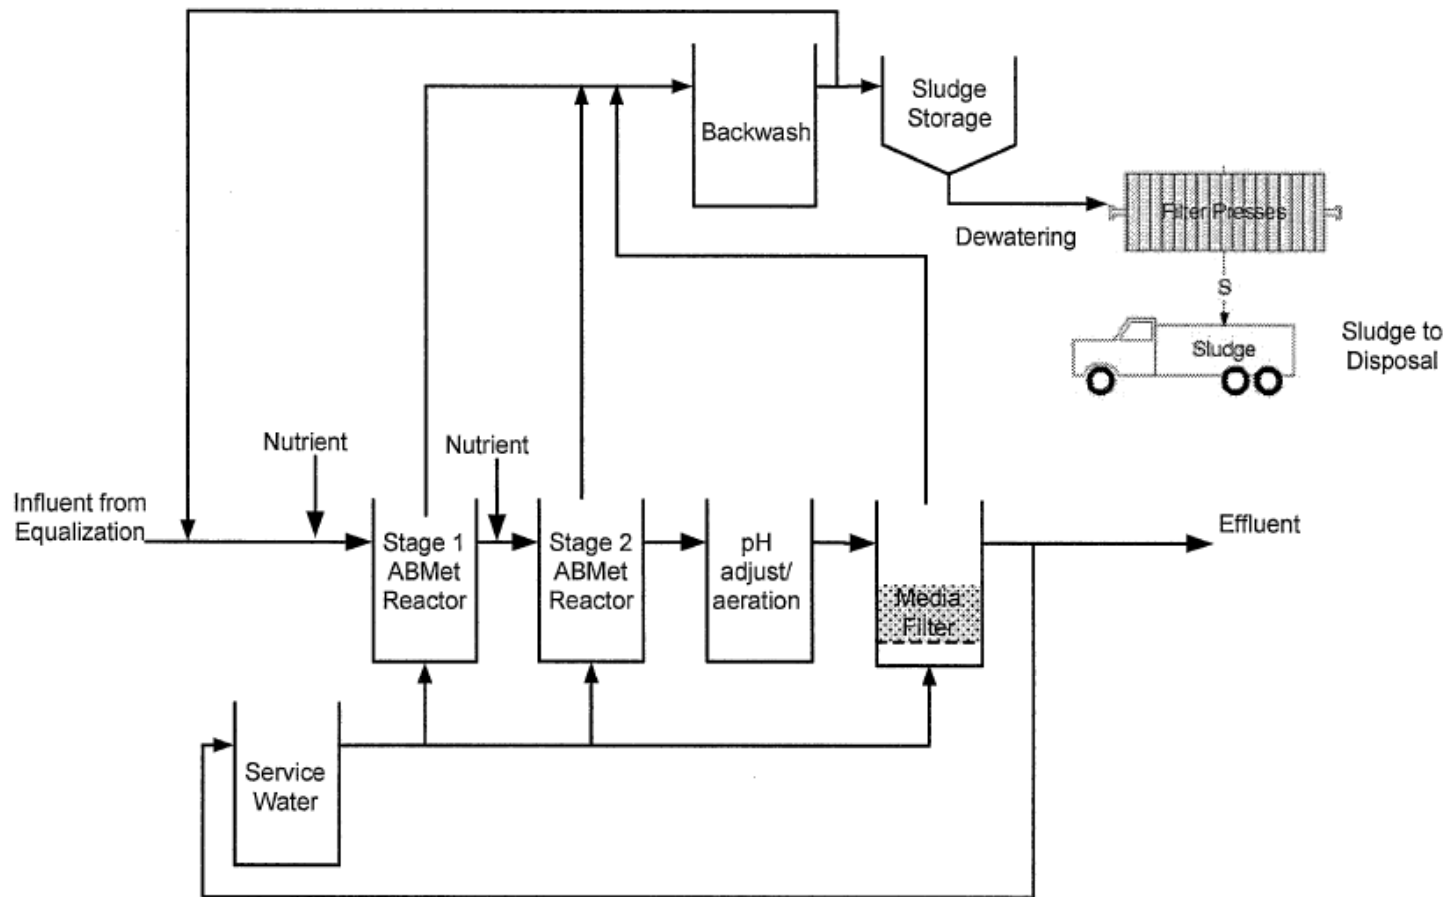 Backwash
Sludge
Storage
Filter Presses
Dewatering
S
Sludge
Sludge to
Disposal
Nutrient
Nutrient
Influent from
Equalization
Stage 1
ABMet
Reactor
Stage 2
ABMet
Reactor
pH
adjust/
aeration
Media
Filter
Effluent
Service
Water